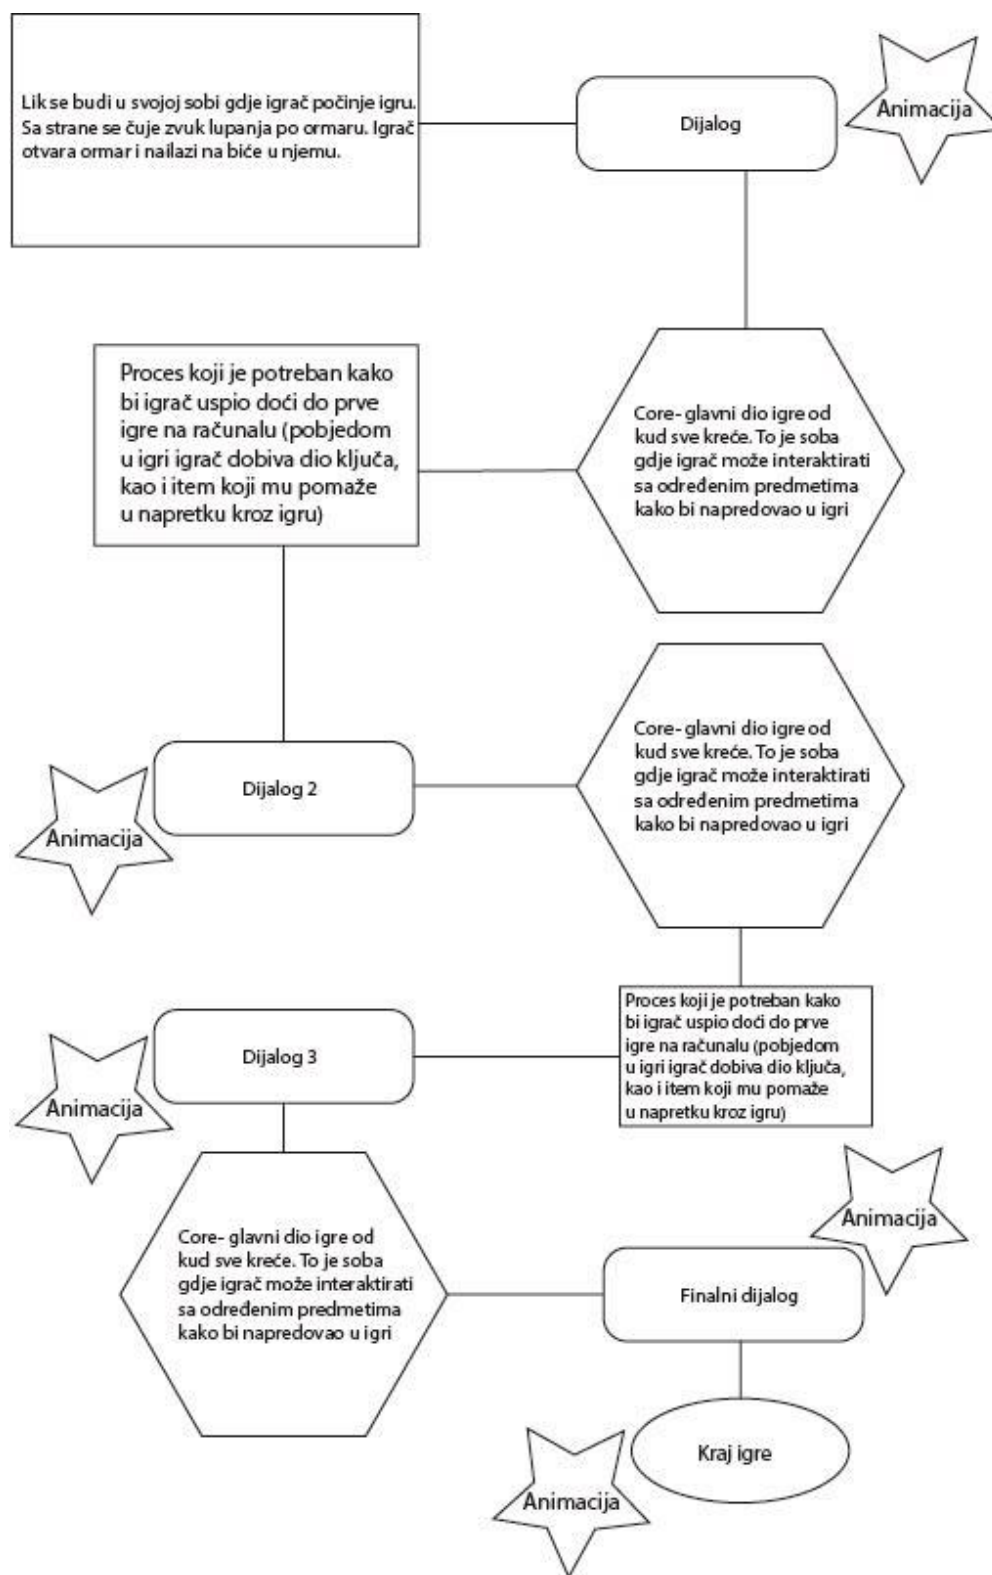 Lik se budi u svojoj sobi gdje igrač počinje igru.
Sa strane se čuje zvuk lupanja po ormaru. Igrač
otvara ormar i nailazi na biće u njemu.
Dijalog
Animacija
Core- glavni dio igre od
kud sve kreće. To je soba
gdje igrač može interaktirati
sa određenim predmetima
kako bi napredovao u igri
Proces koji je potreban kako
bi igrač uspio doći do prve
igre na računalu (pobjedom
u igri igrač dobiva dio ključa,
kao i item koji mu pomaže
u napretku kroz igru)
Dijalog 2
Animacija
Core- glavni dio igre od
kud sve kreće. To je soba
gdje igrač može interaktirati
sa određenim predmetima
kako bi napredovao u igri
Proces koji je potreban kako
bi igrač uspio doći do prve
igre na računalu (pobjedom
u igri igrač dobiva dio ključa,
kao i item koji mu pomaže
u napretku kroz igru)
Dijalog 3
Animacija
Core- glavni dio igre od
kud sve kreće. To je soba
gdje igrač može interaktirati
sa određenim predmetima
kako bi napredovao u igri
Finalni dijalog
Animacija
Kraj igre
Animacija